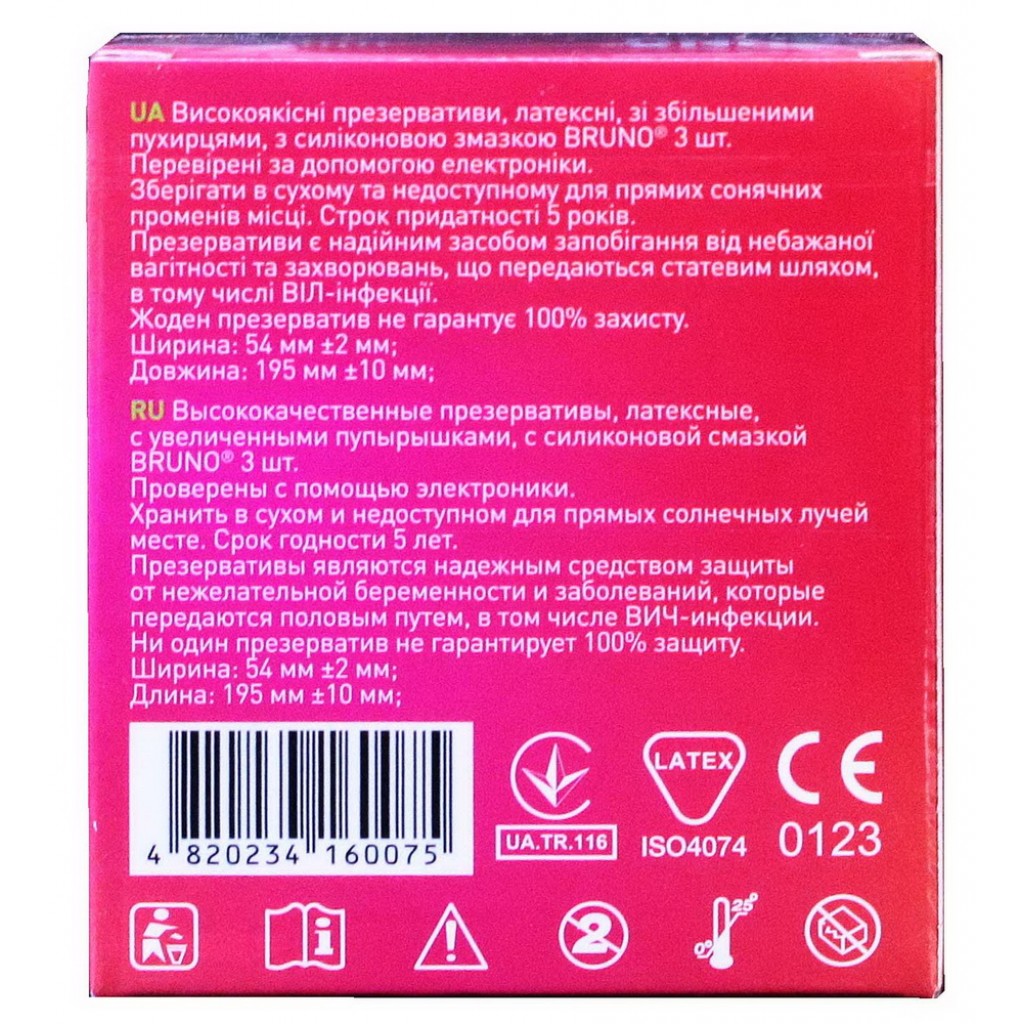 UA Високоякісні презервативи, латексні, зі збільшеними
пухирцями, з силіконовою змазкою BRUNO® 3 шт.
Перевірені за допомогою електроніки.
Зберігати в сухому та недоступному для прямих сонячних
променів місці. Строк придатності 5 років.
Презервативи є надійним засобом запобігання від небажаної
вагітності та захворювань, що передаються статевим шляхом,
в тому числі ВІЛ-інфекції.
Жоден презерватив не гарантує 100% захисту.
Ширина: 54 мм ±2 мм;
Довжина: 195 мм ±10 мм;
RU Высококачественные презервативы, латексные,
с увеличенными пупырышками, с силиконовой смазкой
BRUNO® 3 шт.
Проверены с помощью электроники.
Хранить в сухом и недоступном для прямых солнечных лучей
месте. Срок годности 5 лет.
Презервативы являются надежным средством защиты
от нежелательной беременности и заболеваний, которые
передаются половым путем, в том числе ВИЧ-инфекции.
Ни один презерватив не гарантирует 100% защиту.
Ширина: 54 мм ±2 мм;
Длина: 195 мм ±10 мм;
4 820234 160075
UA.TR.116
LATEX
ISO4074
CE
0123
i
!
2
0° 25°